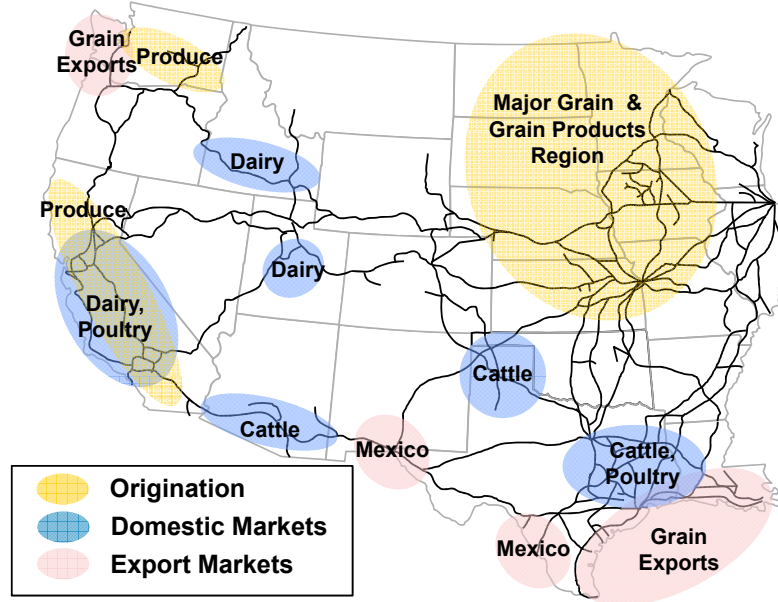 Grain
Exports
Produce
Major Grain &
Grain Products
Region
Dairy
Produce
Dairy
Dairy,
Poultry
Cattle
Cattle
Mexico
Cattle,
Poultry
Mexico
Grain
Exports
Origination
Domestic Markets
Export Markets